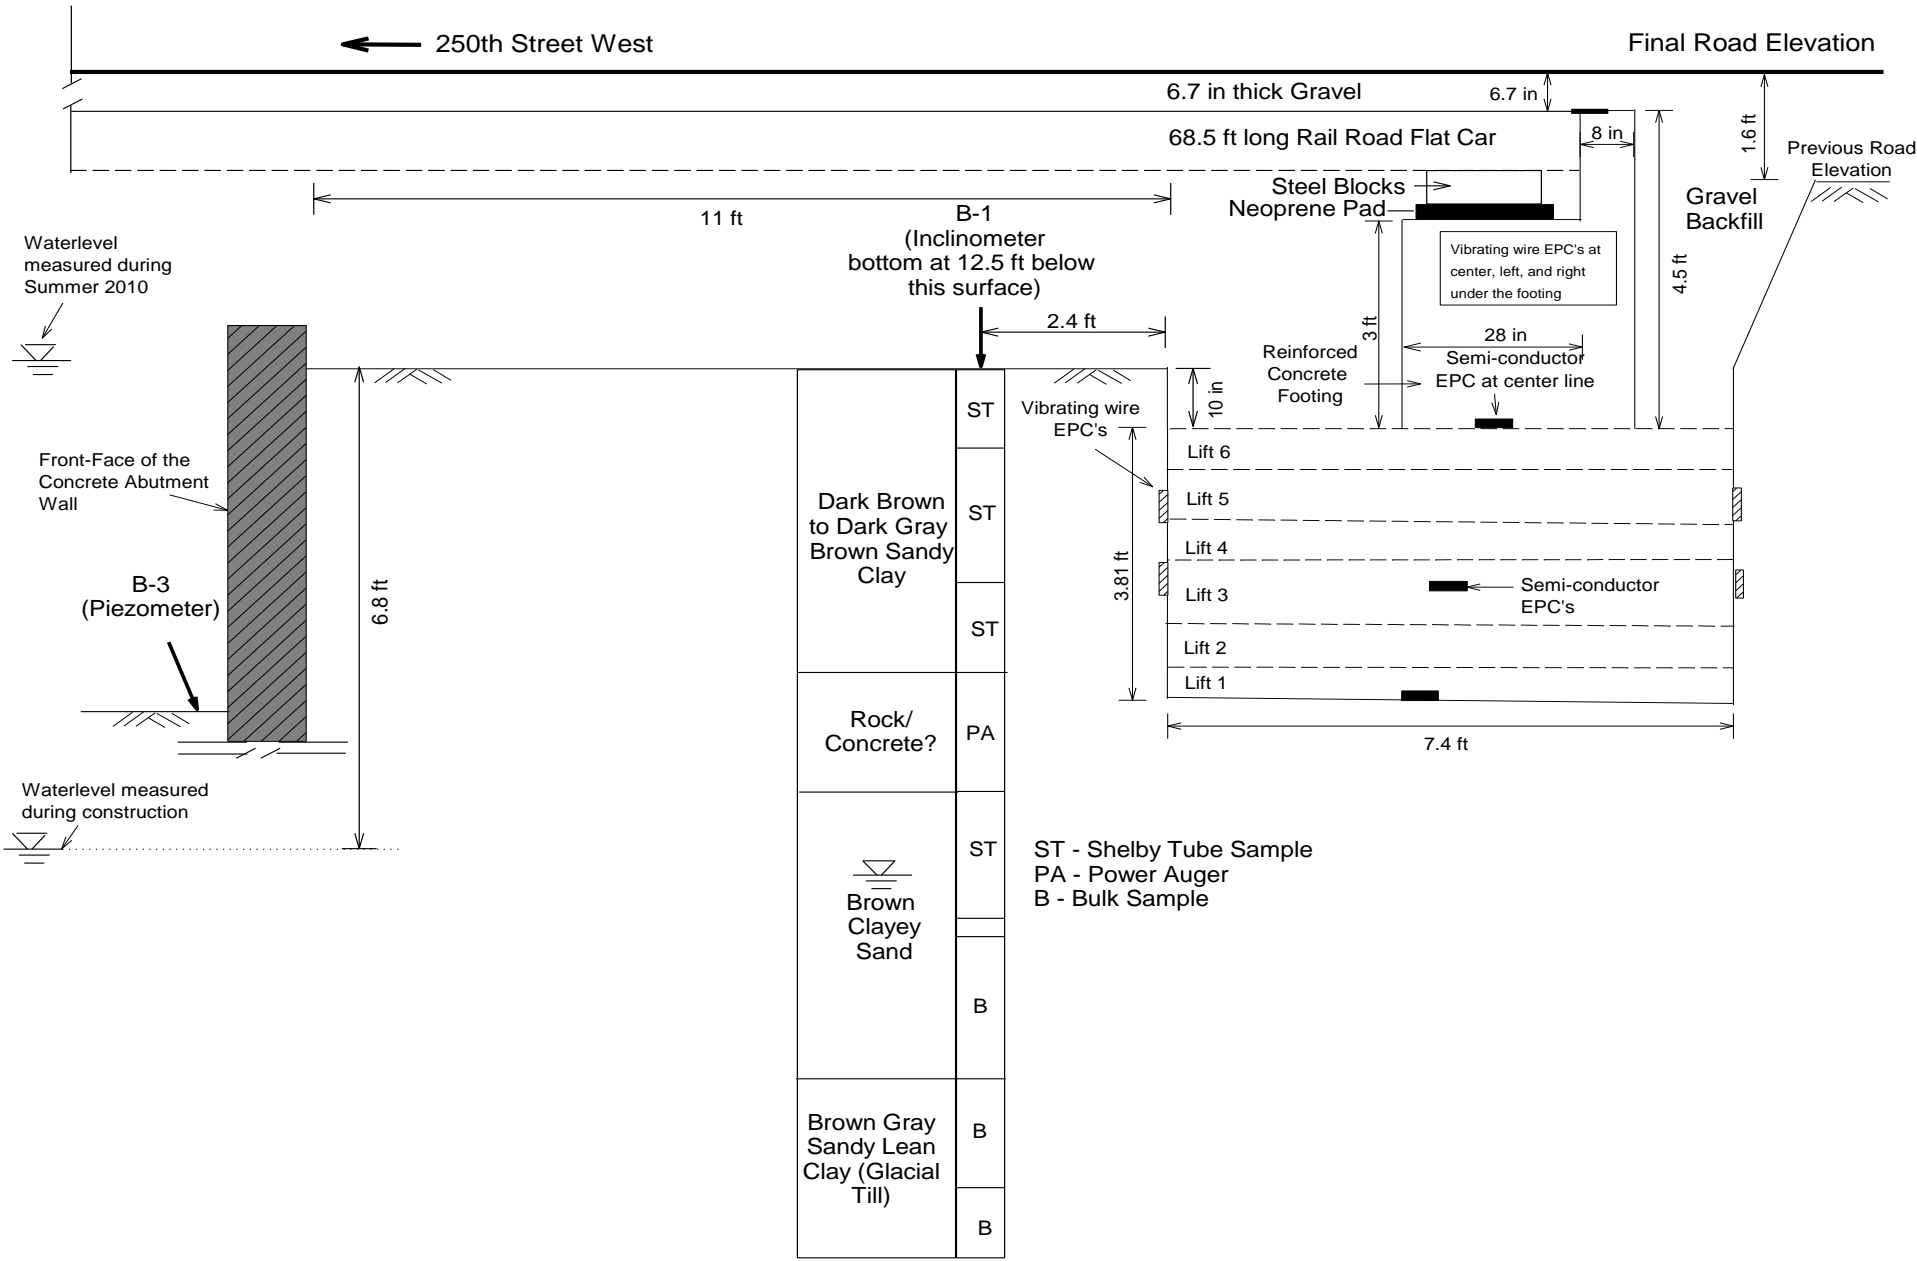 250th Street West
Final Road Elevation
6.7 in thick Gravel
6.7 in
68.5 ft long Rail Road Flat Car
8 in
1.6 ft
Previous Road
Elevation
Steel Blocks
Neoprene Pad
Gravel
Backfill
11 ft
B-1
(Inclinometer
bottom at 12.5 ft below
this surface)
Waterlevel
measured during
Summer 2010
Vibrating wire EPC's at
center, left, and right
under the footing
4.5 ft
2.4 ft
3 ft
28 in
Reinforced
Concrete
Footing
Semi-conductor
EPC at center line
10 in
Vibrating wire
EPC's
ST
Lift 6
Front-Face of the
Concrete Abutment
Wall
Dark Brown
to Dark Gray
Brown Sandy
Clay
ST
Lift 5
Lift 4
3.81 ft
Lift 3
Semi-conductor
EPC's
B-3
(Piezometer)
6.8 ft
ST
Lift 2
Lift 1
Rock/
Concrete?
PA
7.4 ft
Waterlevel measured
during construction
ST
ST - Shelby Tube Sample
PA - Power Auger
B - Bulk Sample
Brown
Clayey
Sand
B
Brown Gray
Sandy Lean
Clay (Glacial
Till)
B
B